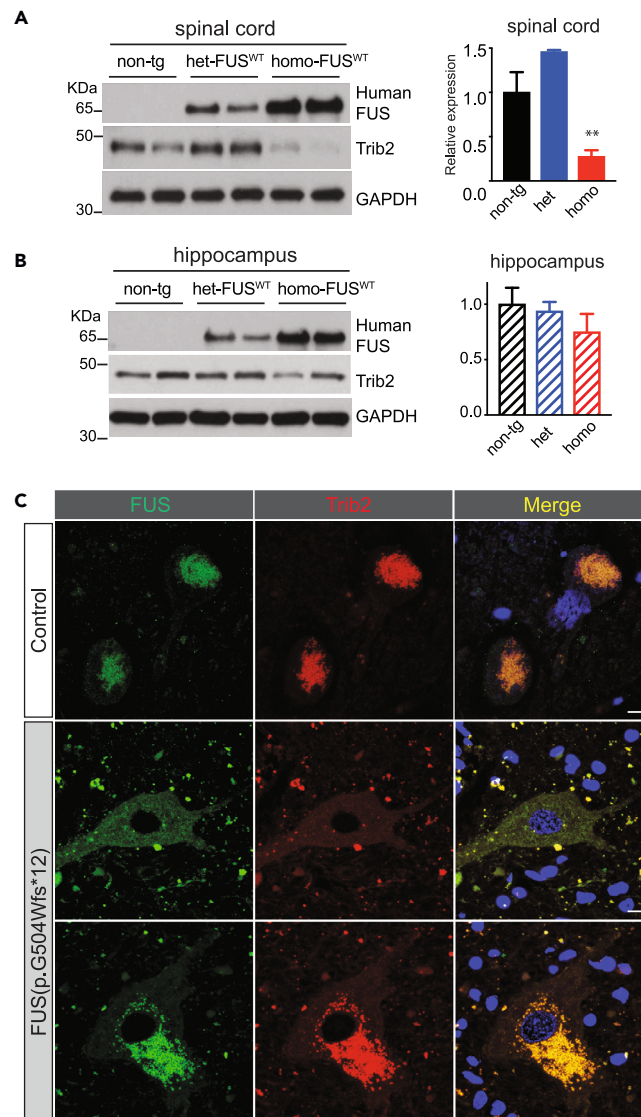 A
spinal cord
non-tg het-FUSWT homo-FUSWT
KDa
65
50
30
Human
FUS
Trib2
GAPDH
spinal cord
Relative expression
1.5
1.0
0.5
0.0
**
non-tg het homo
B
hippocampus
non-tg het-FUSWT homo-FUSWT
KDa
65
50
30
Human
FUS
Trib2
GAPDH
hippocampus
1.0
0.5
0.0
non-tg het homo
C
FUS Trib2 Merge
Control
FUS(p.G504Wfs*12)